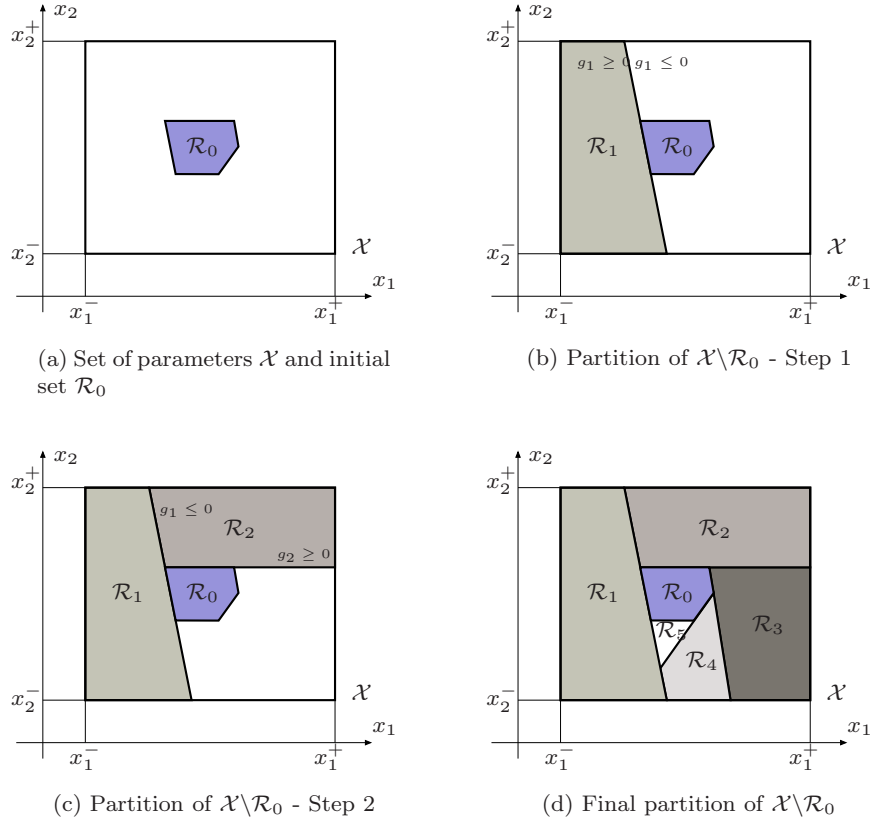 x₂
x₂⁺
ℛ₀
x₂⁻
𝒳
x₁
x₁⁻ x₁⁺
(a) Set of parameters 𝒳 and initial
set ℛ₀
x₂
x₂⁺
g₁ ≥ 0 g₁ ≤ 0
ℛ₁ ℛ₀
x₂⁻
𝒳
x₁
x₁⁻ x₁⁺
(b) Partition of 𝒳\ℛ₀ - Step 1
x₂
x₂⁺
g₁ ≤ 0
ℛ₂
g₂ ≥ 0
ℛ₁ ℛ₀
x₂⁻
𝒳
x₁
x₁⁻ x₁⁺
(c) Partition of 𝒳\ℛ₀ - Step 2
x₂
x₂⁺
ℛ₂
ℛ₁ ℛ₀
ℛ₃
ℛ₅
ℛ₄
x₂⁻
𝒳
x₁
x₁⁻ x₁⁺
(d) Final partition of 𝒳\ℛ₀